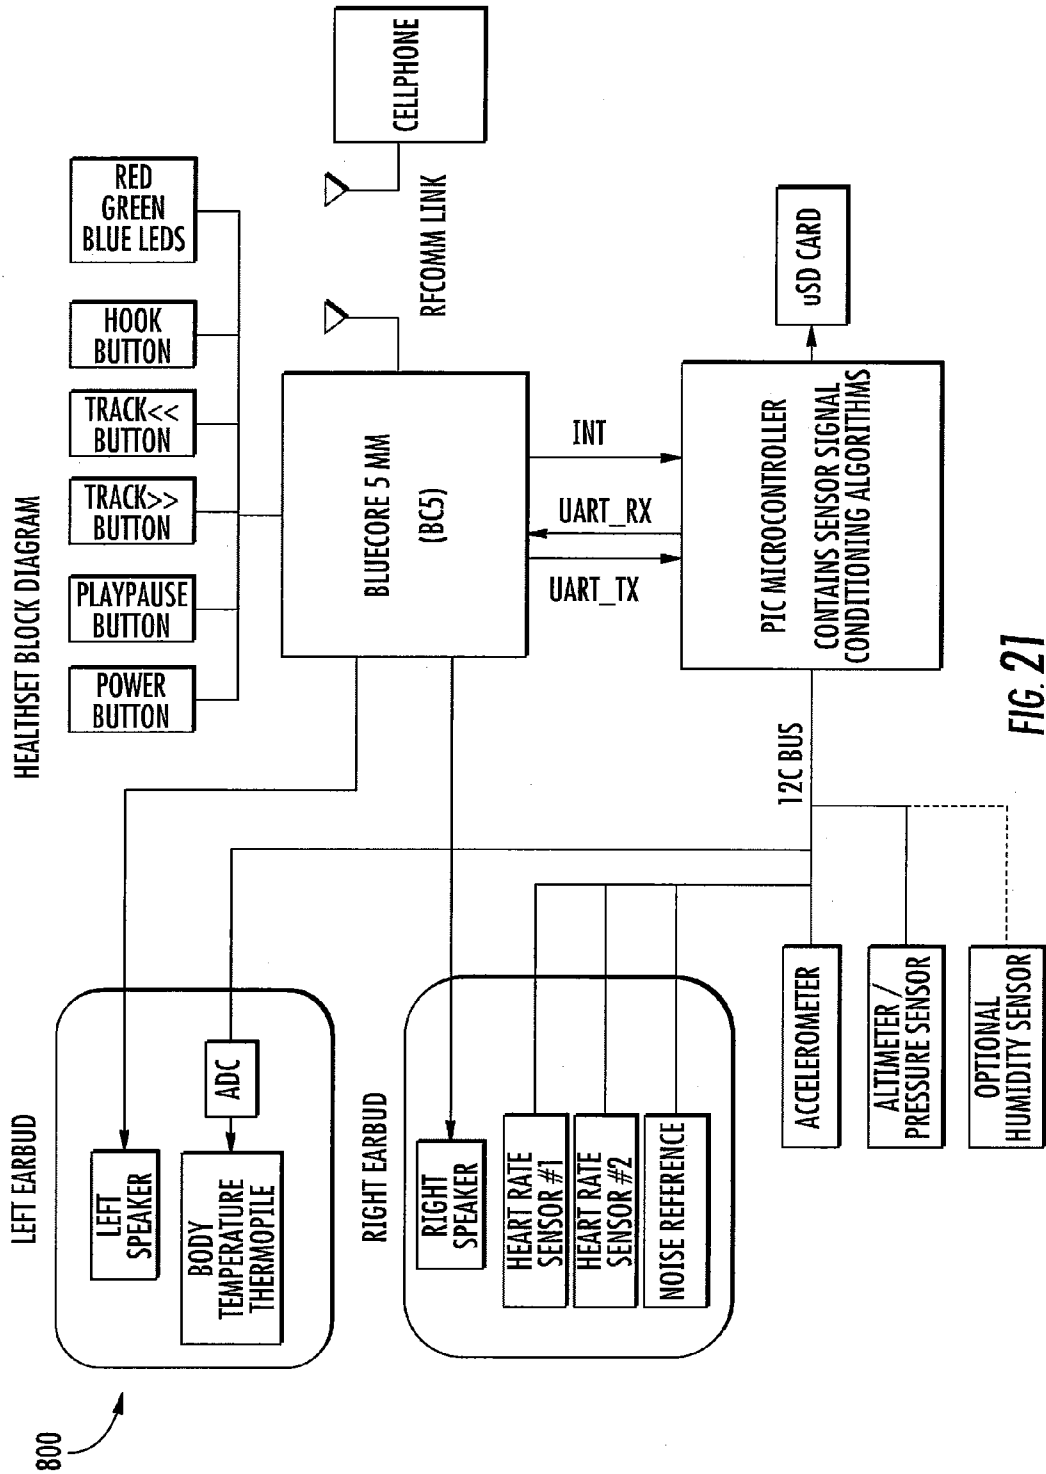 HEALTHSET BLOCK DIAGRAM
800
LEFT EARBUD
LEFT
SPEAKER
BODY
TEMPERATURE
THERMOPILE
ADC
RIGHT EARBUD
RIGHT
SPEAKER
HEART RATE
SENSOR #1
HEART RATE
SENSOR #2
NOISE REFERENCE
ACCELEROMETER
ALTIMETER/
PRESSURE SENSOR
OPTIONAL
HUMIDITY SENSOR
POWER
BUTTON
PLAYPAUSE
BUTTON
TRACK>>
BUTTON
TRACK<<
BUTTON
HOOK
BUTTON
RED
GREEN
BLUE LEDS
BLUECORE 5 MM
(BC5)
RFCOMM LINK
CELLPHONE
UART_TX
UART_RX
INT
12C BUS
PIC MICROCONTROLLER
CONTAINS SENSOR SIGNAL
CONDITIONING ALGORITHMS
uSD CARD
FIG. 21